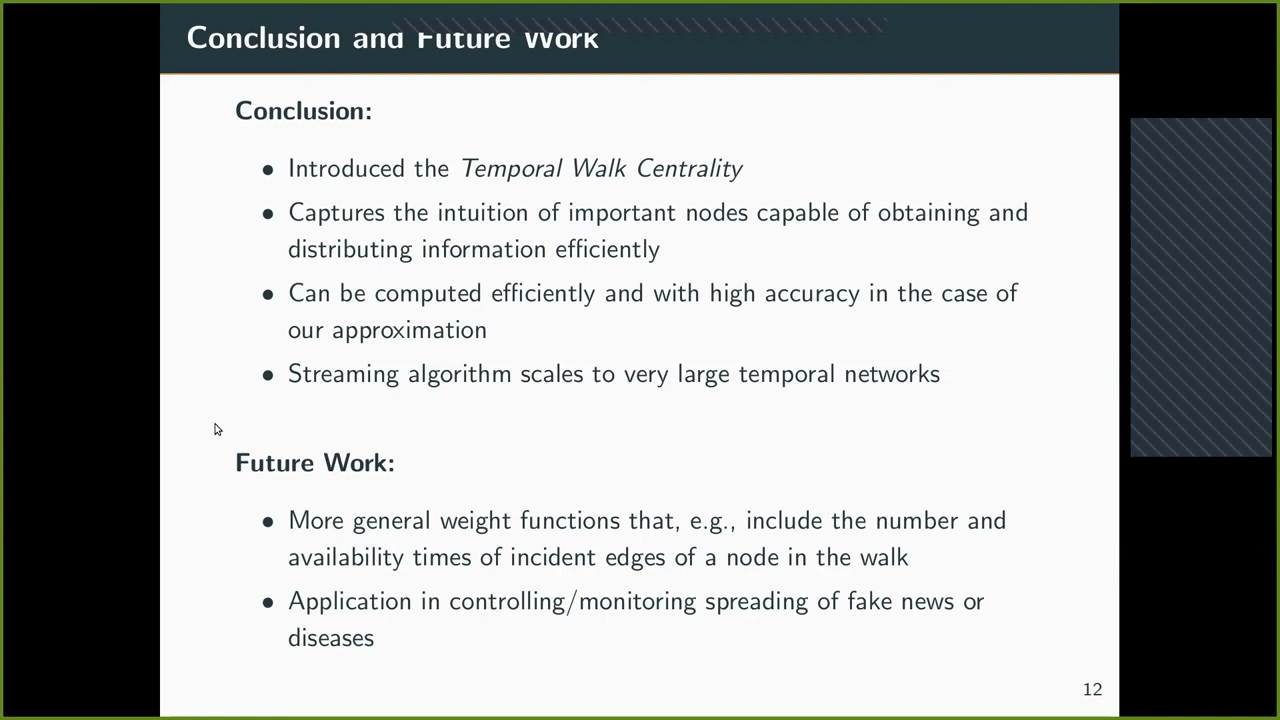 Conclusion and Future Work
Conclusion:
• Introduced the Temporal Walk Centrality
• Captures the intuition of important nodes capable of obtaining and
distributing information efficiently
• Can be computed efficiently and with high accuracy in the case of
our approximation
• Streaming algorithm scales to very large temporal networks
Future Work:
• More general weight functions that, e.g., include the number and
availability times of incident edges of a node in the walk
• Application in controlling/monitoring spreading of fake news or
diseases
12